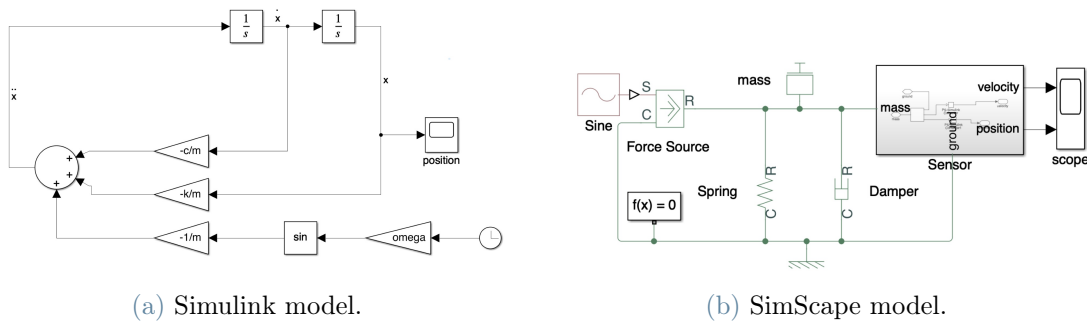 1
s
ẋ
1
s
x
ẍ
position
-c/m
-k/m
-1/m
sin
omega
+
+
+
+
(a) Simulink model.
Sine
S
C
R
Force Source
mass
f(x) = 0
Spring
R
C
R
C
Damper
mass
ground
velocity
position
Sensor
scope
(b) SimScape model.